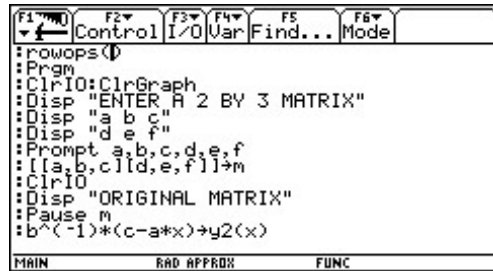 F1 F2 Control F3 I/O F4 Var F5 Find... F6 Mode
:rowops()
:Prgm
:ClrIO:ClrGraph
:Disp "ENTER A 2 BY 3 MATRIX"
:Disp "a b c"
:Disp "d e f"
:Prompt a,b,c,d,e,f
:[[a,b,c][d,e,f]]→m
:ClrIO
:Disp "ORIGINAL MATRIX"
:Pause m
:b^(-1)*(c-a*x)→y2(x)
MAIN RAD APPROX FUNC